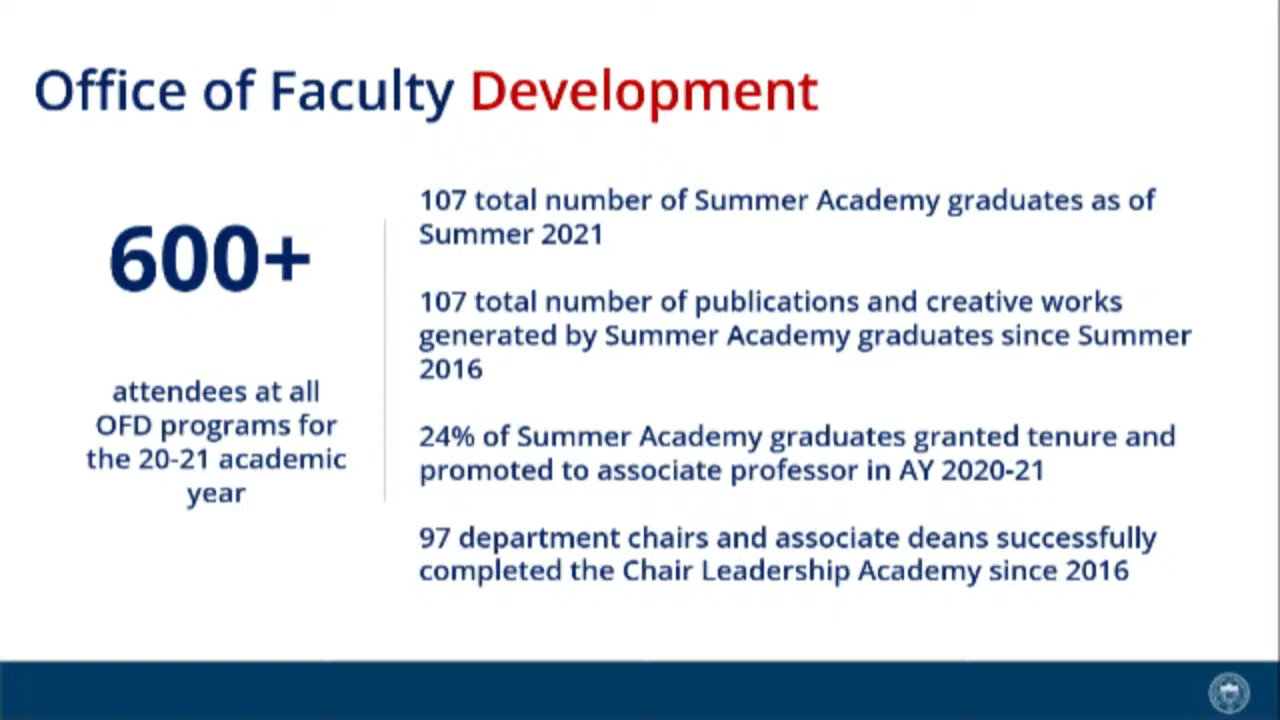 Office of Faculty Development
600+
attendees at all
OFD programs for
the 20-21 academic
year
107 total number of Summer Academy graduates as of
Summer 2021
107 total number of publications and creative works
generated by Summer Academy graduates since Summer
2016
24% of Summer Academy graduates granted tenure and
promoted to associate professor in AY 2020-21
97 department chairs and associate deans successfully
completed the Chair Leadership Academy since 2016